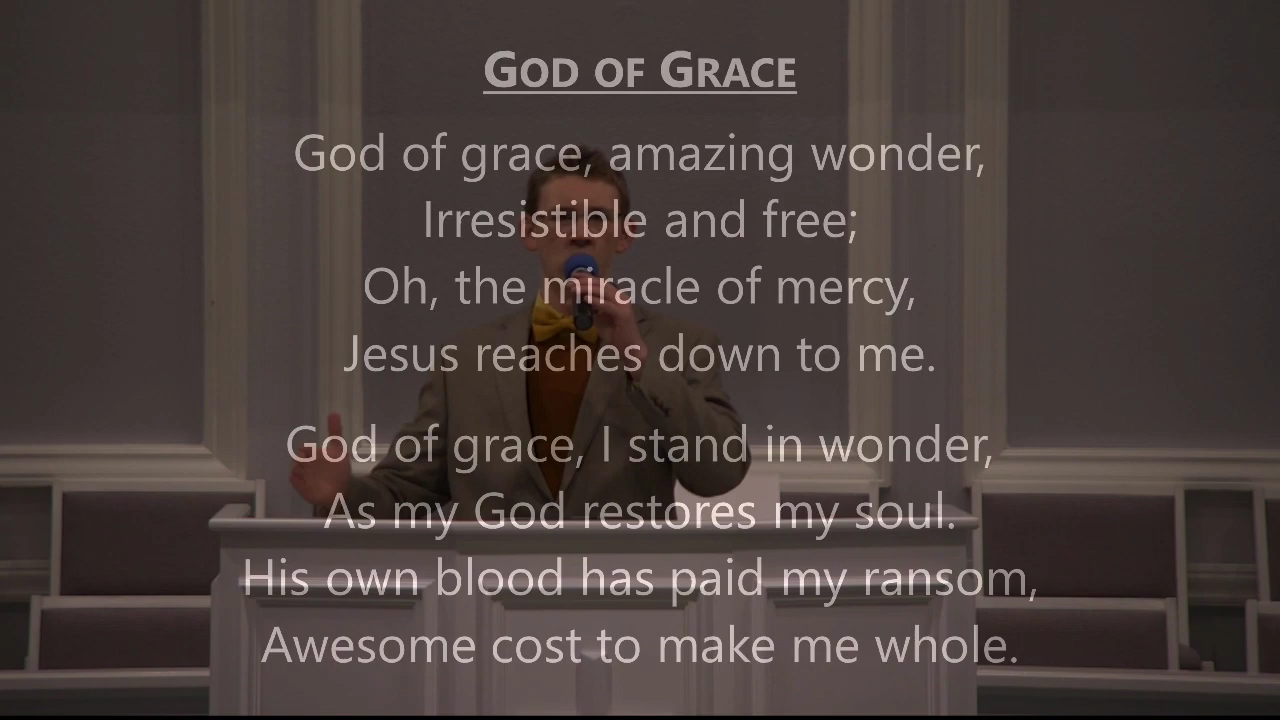 GOD OF GRACE
God of grace, amazing wonder,
Irresistible and free;
Oh, the miracle of mercy,
Jesus reaches down to me.
God of grace, I stand in wonder,
As my God restores my soul.
His own blood has paid my ransom,
Awesome cost to make me whole.